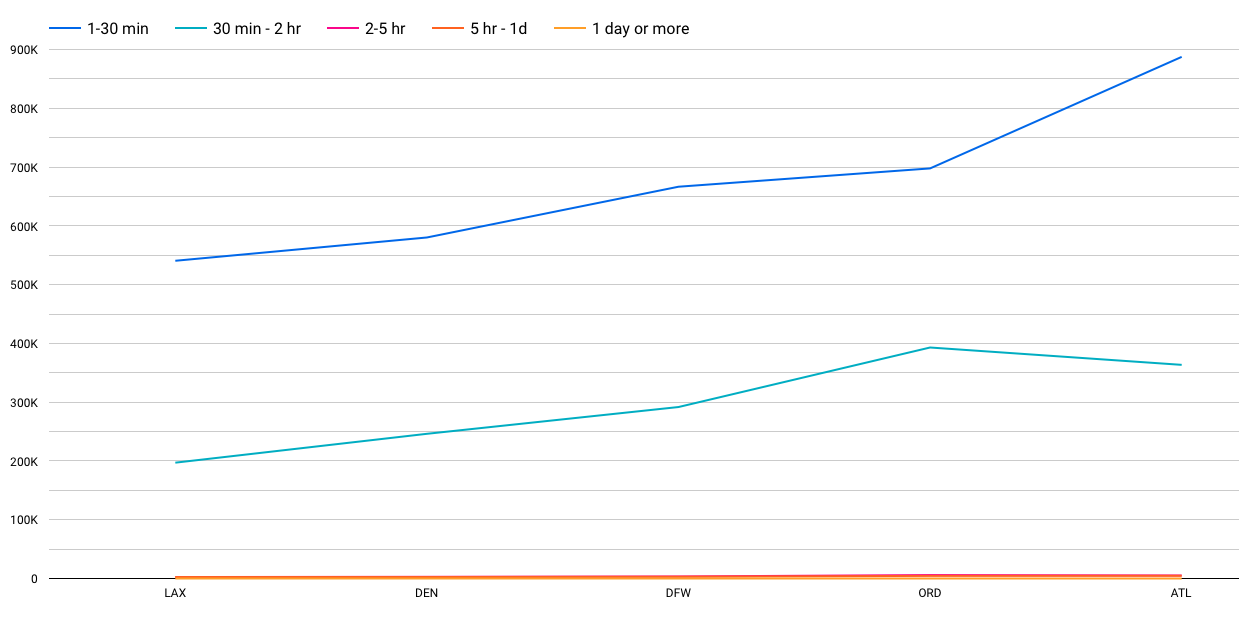 1-30 min 30 min - 2 hr 2-5 hr 5 hr - 1d 1 day or more
900K
800K
700K
600K
500K
400K
300K
200K
100K
0
LAX DEN DFW ORD ATL